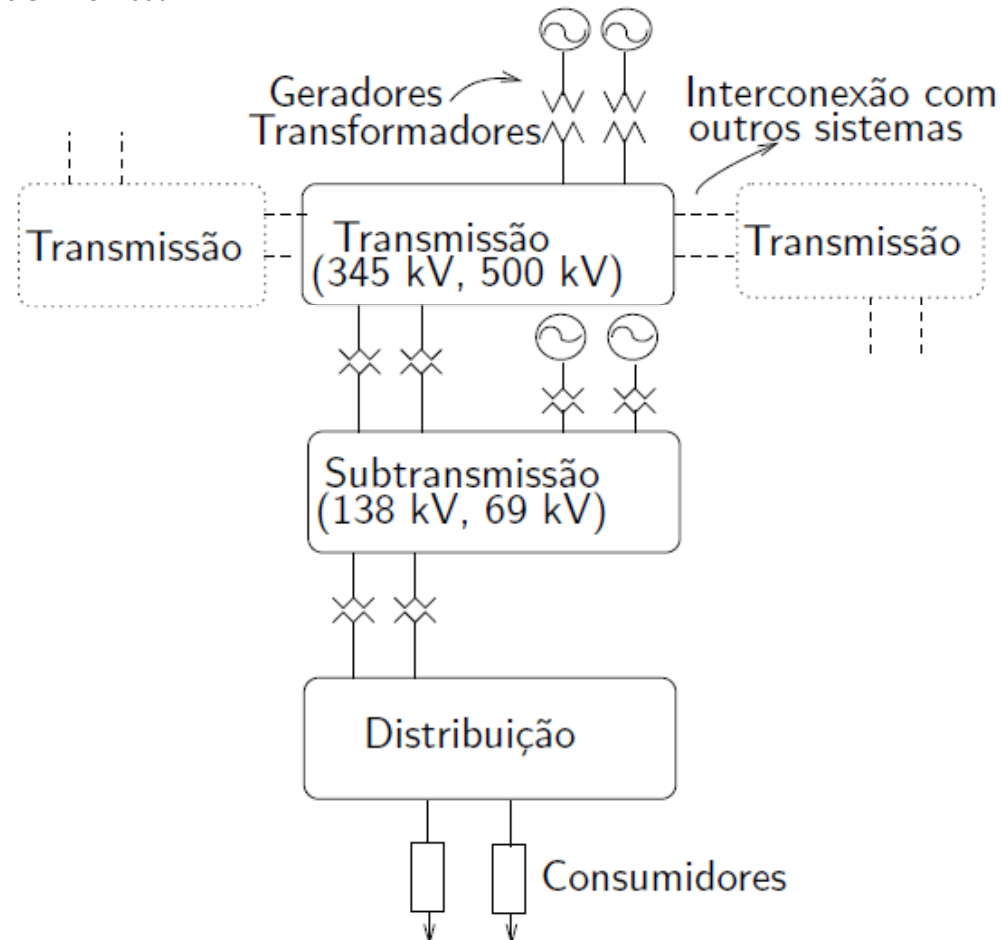 Geradores
Transformadores
Interconexão com
outros sistemas
Transmissão
Transmissão
(345 kV, 500 kV)
Transmissão
Subtransmissão
(138 kV, 69 kV)
Distribuição
Consumidores